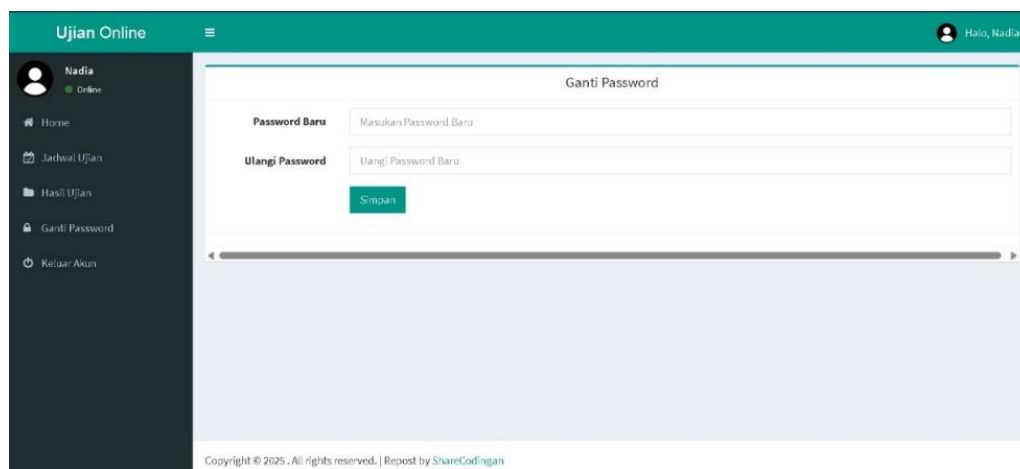 Ujian Online
Halo, Nadia
Nadia
Online
Home
Jadwal Ujian
Hasil Ujian
Ganti Password
Keluar Akun
Ganti Password
Password Baru
Masukan Password Baru
Ulangi Password
Uangi Password Baru
Simpan
Copyright © 2025 . All rights reserved. | Repost by ShareCodingan